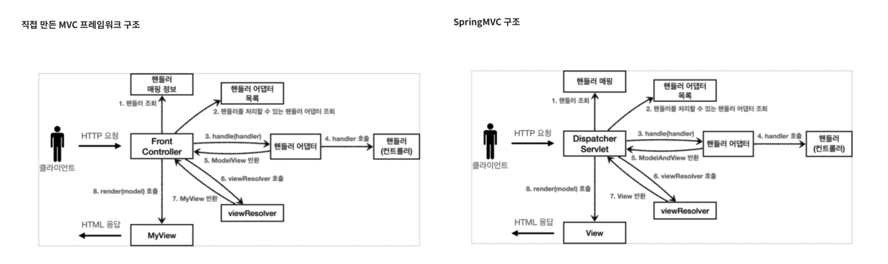 직접 만든 MVC 프레임워크 구조
핸들러
매핑 정보
핸들러 어댑터
목록
1. 핸들러 조회
2. 핸들러를 처리할 수 있는 핸들러 어댑터 조회
HTTP 요청
Front
Controller
3. handle(handler)
핸들러 어댑터
4. handler 호출
핸들러
(컨트롤러)
클라이언트
5. ModelView 반환
6. viewResolver 호출
8. render(model) 호출
7. MyView 반환
viewResolver
HTML 응답
MyView
SpringMVC 구조
핸들러 매핑
핸들러 어댑터
목록
1. 핸들러 조회
2. 핸들러를 처리할 수 있는 핸들러 어댑터 조회
HTTP 요청
Dispatcher
Servlet
3. handle(handler)
핸들러 어댑터
4. handler 호출
핸들러
(컨트롤러)
클라이언트
5. ModelAndView 반환
6. viewResolver 호출
8. render(model) 호출
7. View 반환
viewResolver
HTML 응답
View